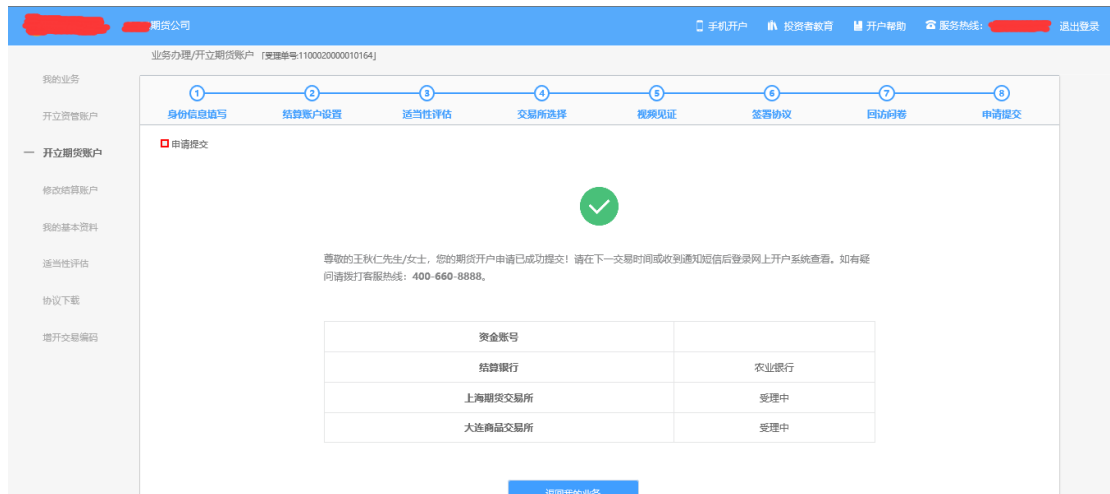 期货公司
手机开户 投资者教育 开户帮助 服务热线: 退出登录
业务办理/开立期货账户 「受理单号:1100020000010164」
我的业务
开立资管账户
开立期货账户
修改结算账户
我的基本资料
适当性评估
协议下载
增开交易编码
1 2 3 4 5 6 7 8
身份信息填写 结算账户设置 适当性评估 交易所选择 视频见证 签署协议 回访问卷 申请提交
申请提交
尊敬的王秋仁先生/女士，您的期货开户申请已成功提交！请在下一交易时间或收到通知短信后登录网上开户系统查看。如有疑
问请拨打客服热线：400-660-8888。
资金账号
结算银行 农业银行
上海期货交易所 受理中
大连商品交易所 受理中
返回我的业务